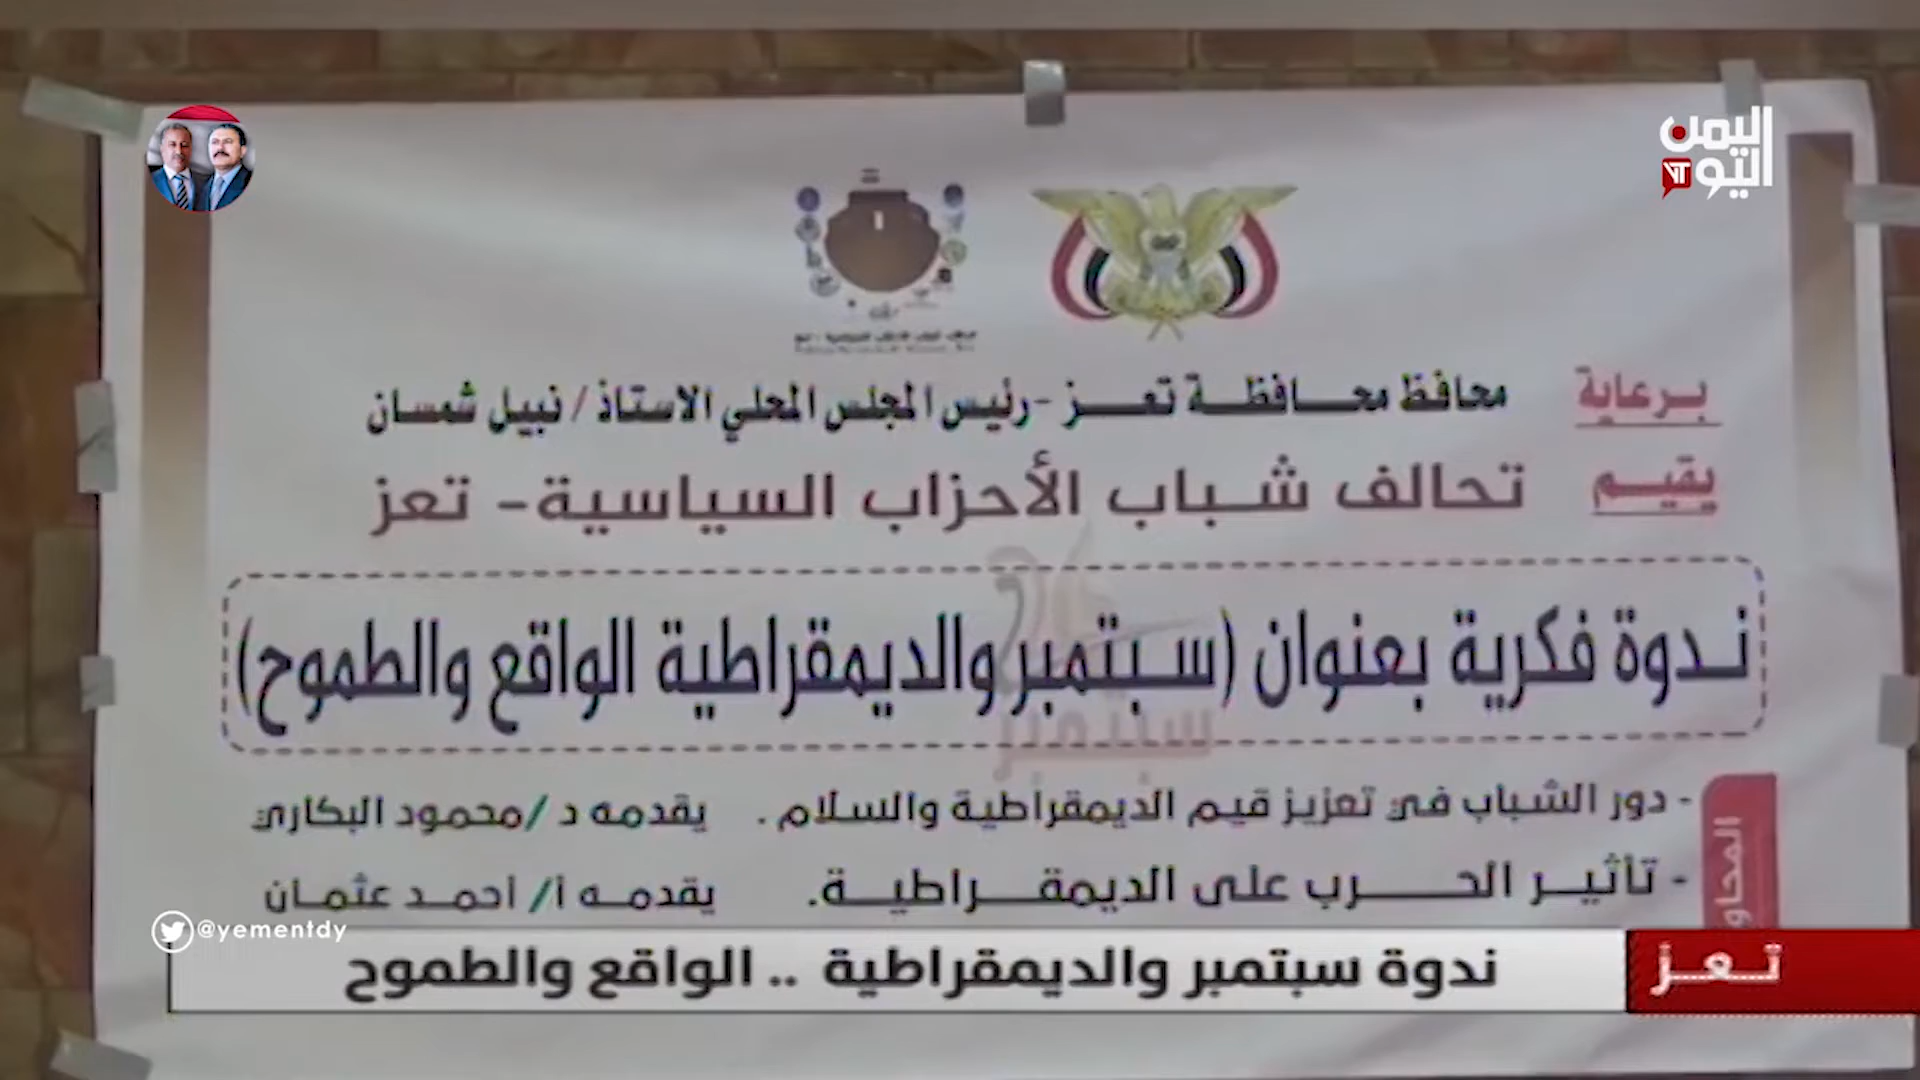 اليمن
اليوم
YT
برعاية محافظ محافظة تعز - رئيس المجلس المحلي الاستاذ / نبيل شمسان
يقيم تحالف شباب الأحزاب السياسية - تعز
ندوة فكرية بعنوان (سبتمبر والديمقراطية الواقع والطموح)
سبتمبر
- دور الشباب في تعزيز قيم الديمقراطية والسلام. يقدمه د/محمود البكاري
- تأثير الحرب على الديمقراطية. يقدمه أ/ أحمد عثمان
@yementdy
تعز
ندوة سبتمبر والديمقراطية .. الواقع والطموح